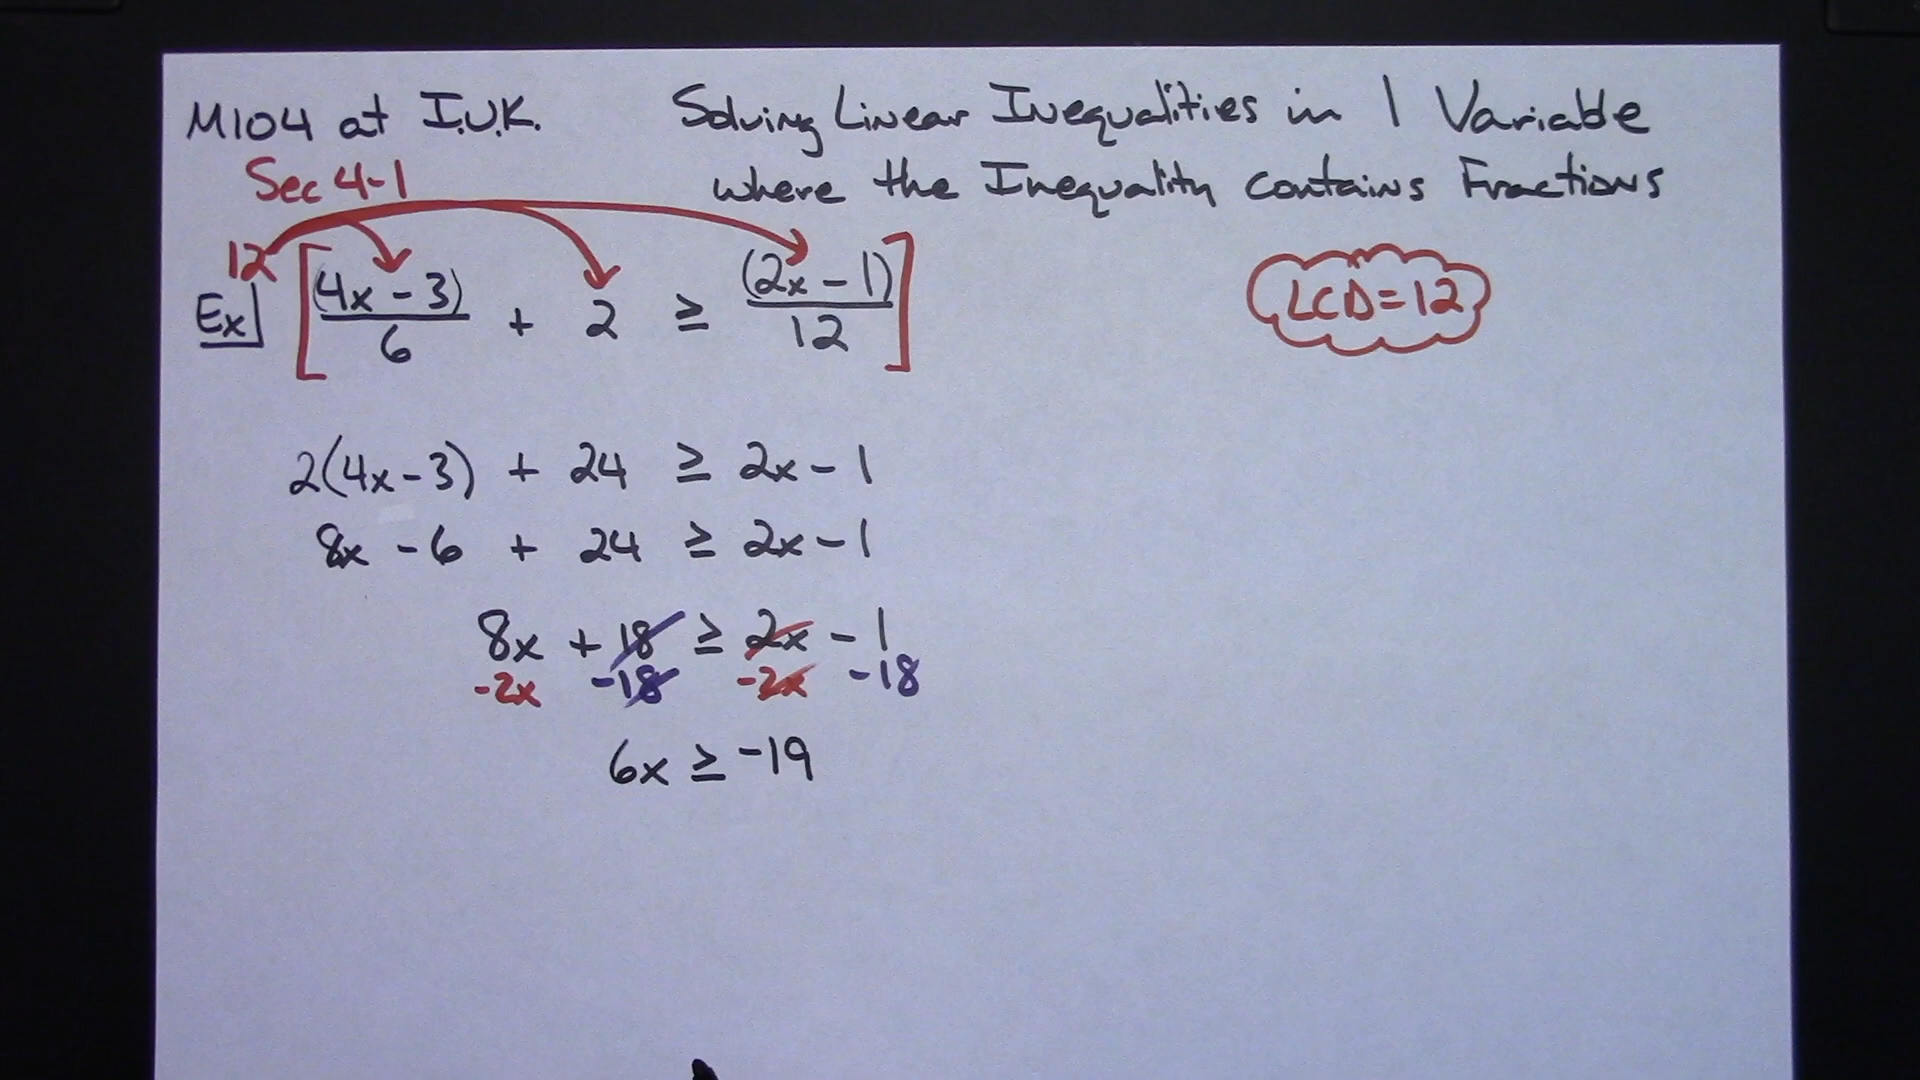 M104 at I.U.K. Solving Linear Inequalities in 1 Variable
Sec 4-1 where the Inequality contains Fractions
12
Ex] [(4x - 3)/6 + 2 ≥ (2x - 1)/12]
LCD = 12
2(4x - 3) + 24 ≥ 2x - 1
8x - 6 + 24 ≥ 2x - 1
8x + 18 ≥ 2x - 1
-2x -18 -2x -18
6x ≥ -19